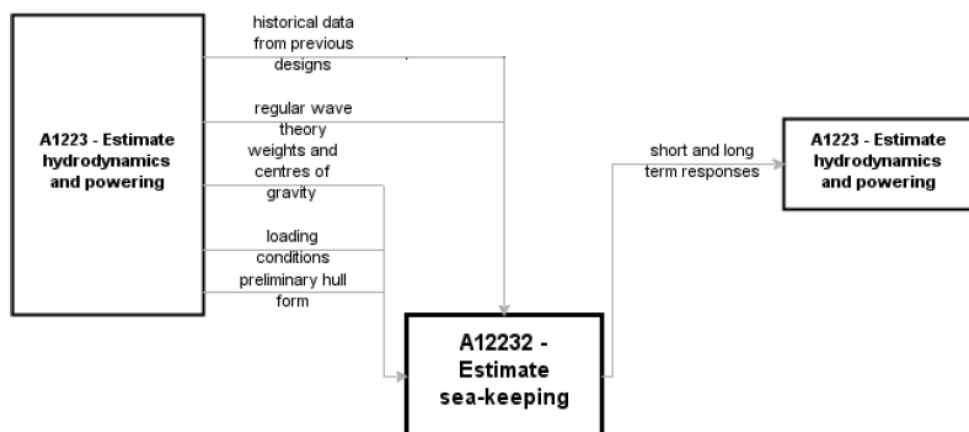 A1223 - Estimate
hydrodynamics
and powering
historical data
from previous
designs
regular wave
theory
weights and
centres of
gravity
loading
conditions
preliminary hull
form
A12232 -
Estimate
sea-keeping
short and long
term responses
A1223 - Estimate
hydrodynamics
and powering